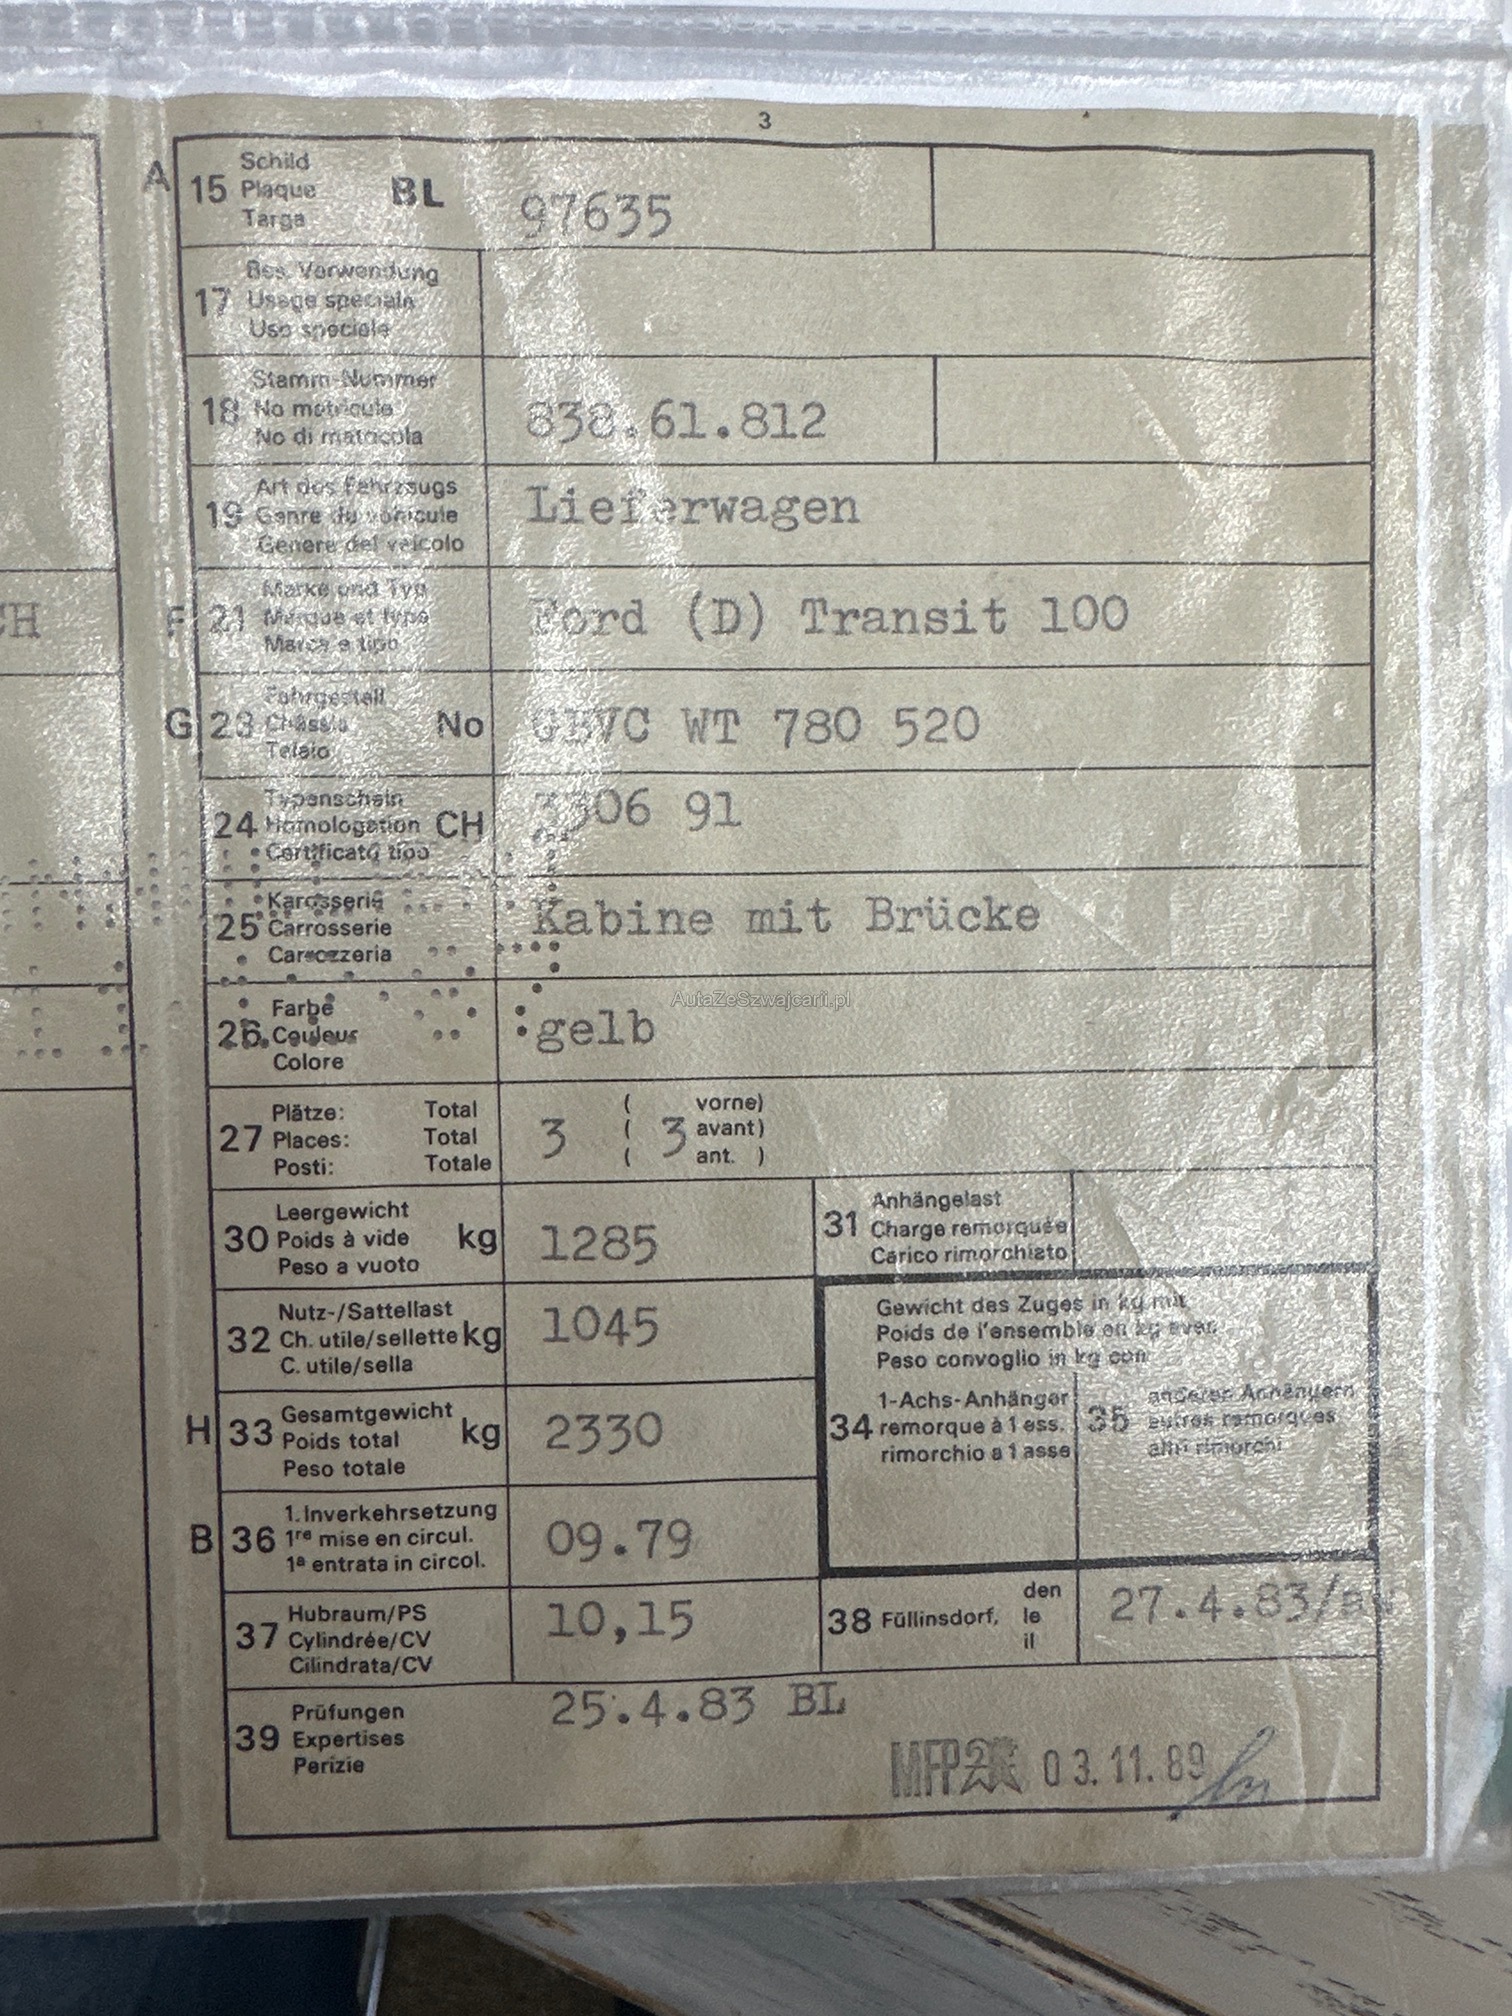 3
A 15 Schild
Plaque BL 97635
Targa
17 Bes. Verwendung
Usage spéciale
Uso speciale
18 Stamm-Nummer
No matricule 838.61.812
No di matricola
19 Art des Fahrzeugs
Genre du véhicule Lieferwagen
Genere del veicolo
CH
F 21 Marke und Typ
Marque et type Ford (D) Transit 100
Marca e tipo
G 23 Fahrgestell
Châssis No GBVC WT 780 520
Telaio
24 Typenschein
Homologation CH 3306 91
Certificato tipo
25 Karosserie
Carrosserie Kabine mit Brücke
Carrozzeria
AutaZeSzwajcarii.pl
26 Farbe
Couleur gelb
Colore
27 Plätze: Total ( vorne)
Places: Total 3 ( 3 avant)
Posti: Totale ( ant. )
30 Leergewicht
Poids à vide kg 1285
Peso a vuoto
31 Anhängelast
Charge remorquée
Carico rimorchiato
32 Nutz-/Sattellast
Ch. utile/sellette kg 1045
C. utile/sella
Gewicht des Zuges in kg mit
Poids de l'ensemble en kg avec
Peso convoglio in kg con
H 33 Gesamtgewicht
Poids total kg 2330
Peso totale
34 1-Achs-Anhänger
remorque à 1 ess.
rimorchio a 1 asse
35 anderen Anhängern
autres remorques
altri rimorchi
B 36 1. Inverkehrsetzung
1re mise en circul. 09.79
1a entrata in circol.
37 Hubraum/PS
Cylindrée/CV 10,15
Cilindrata/CV
38 Füllinsdorf, den
le 27.4.83/
il
39 Prüfungen 25.4.83 BL
Expertises
Perizie
MFP 03.11.89